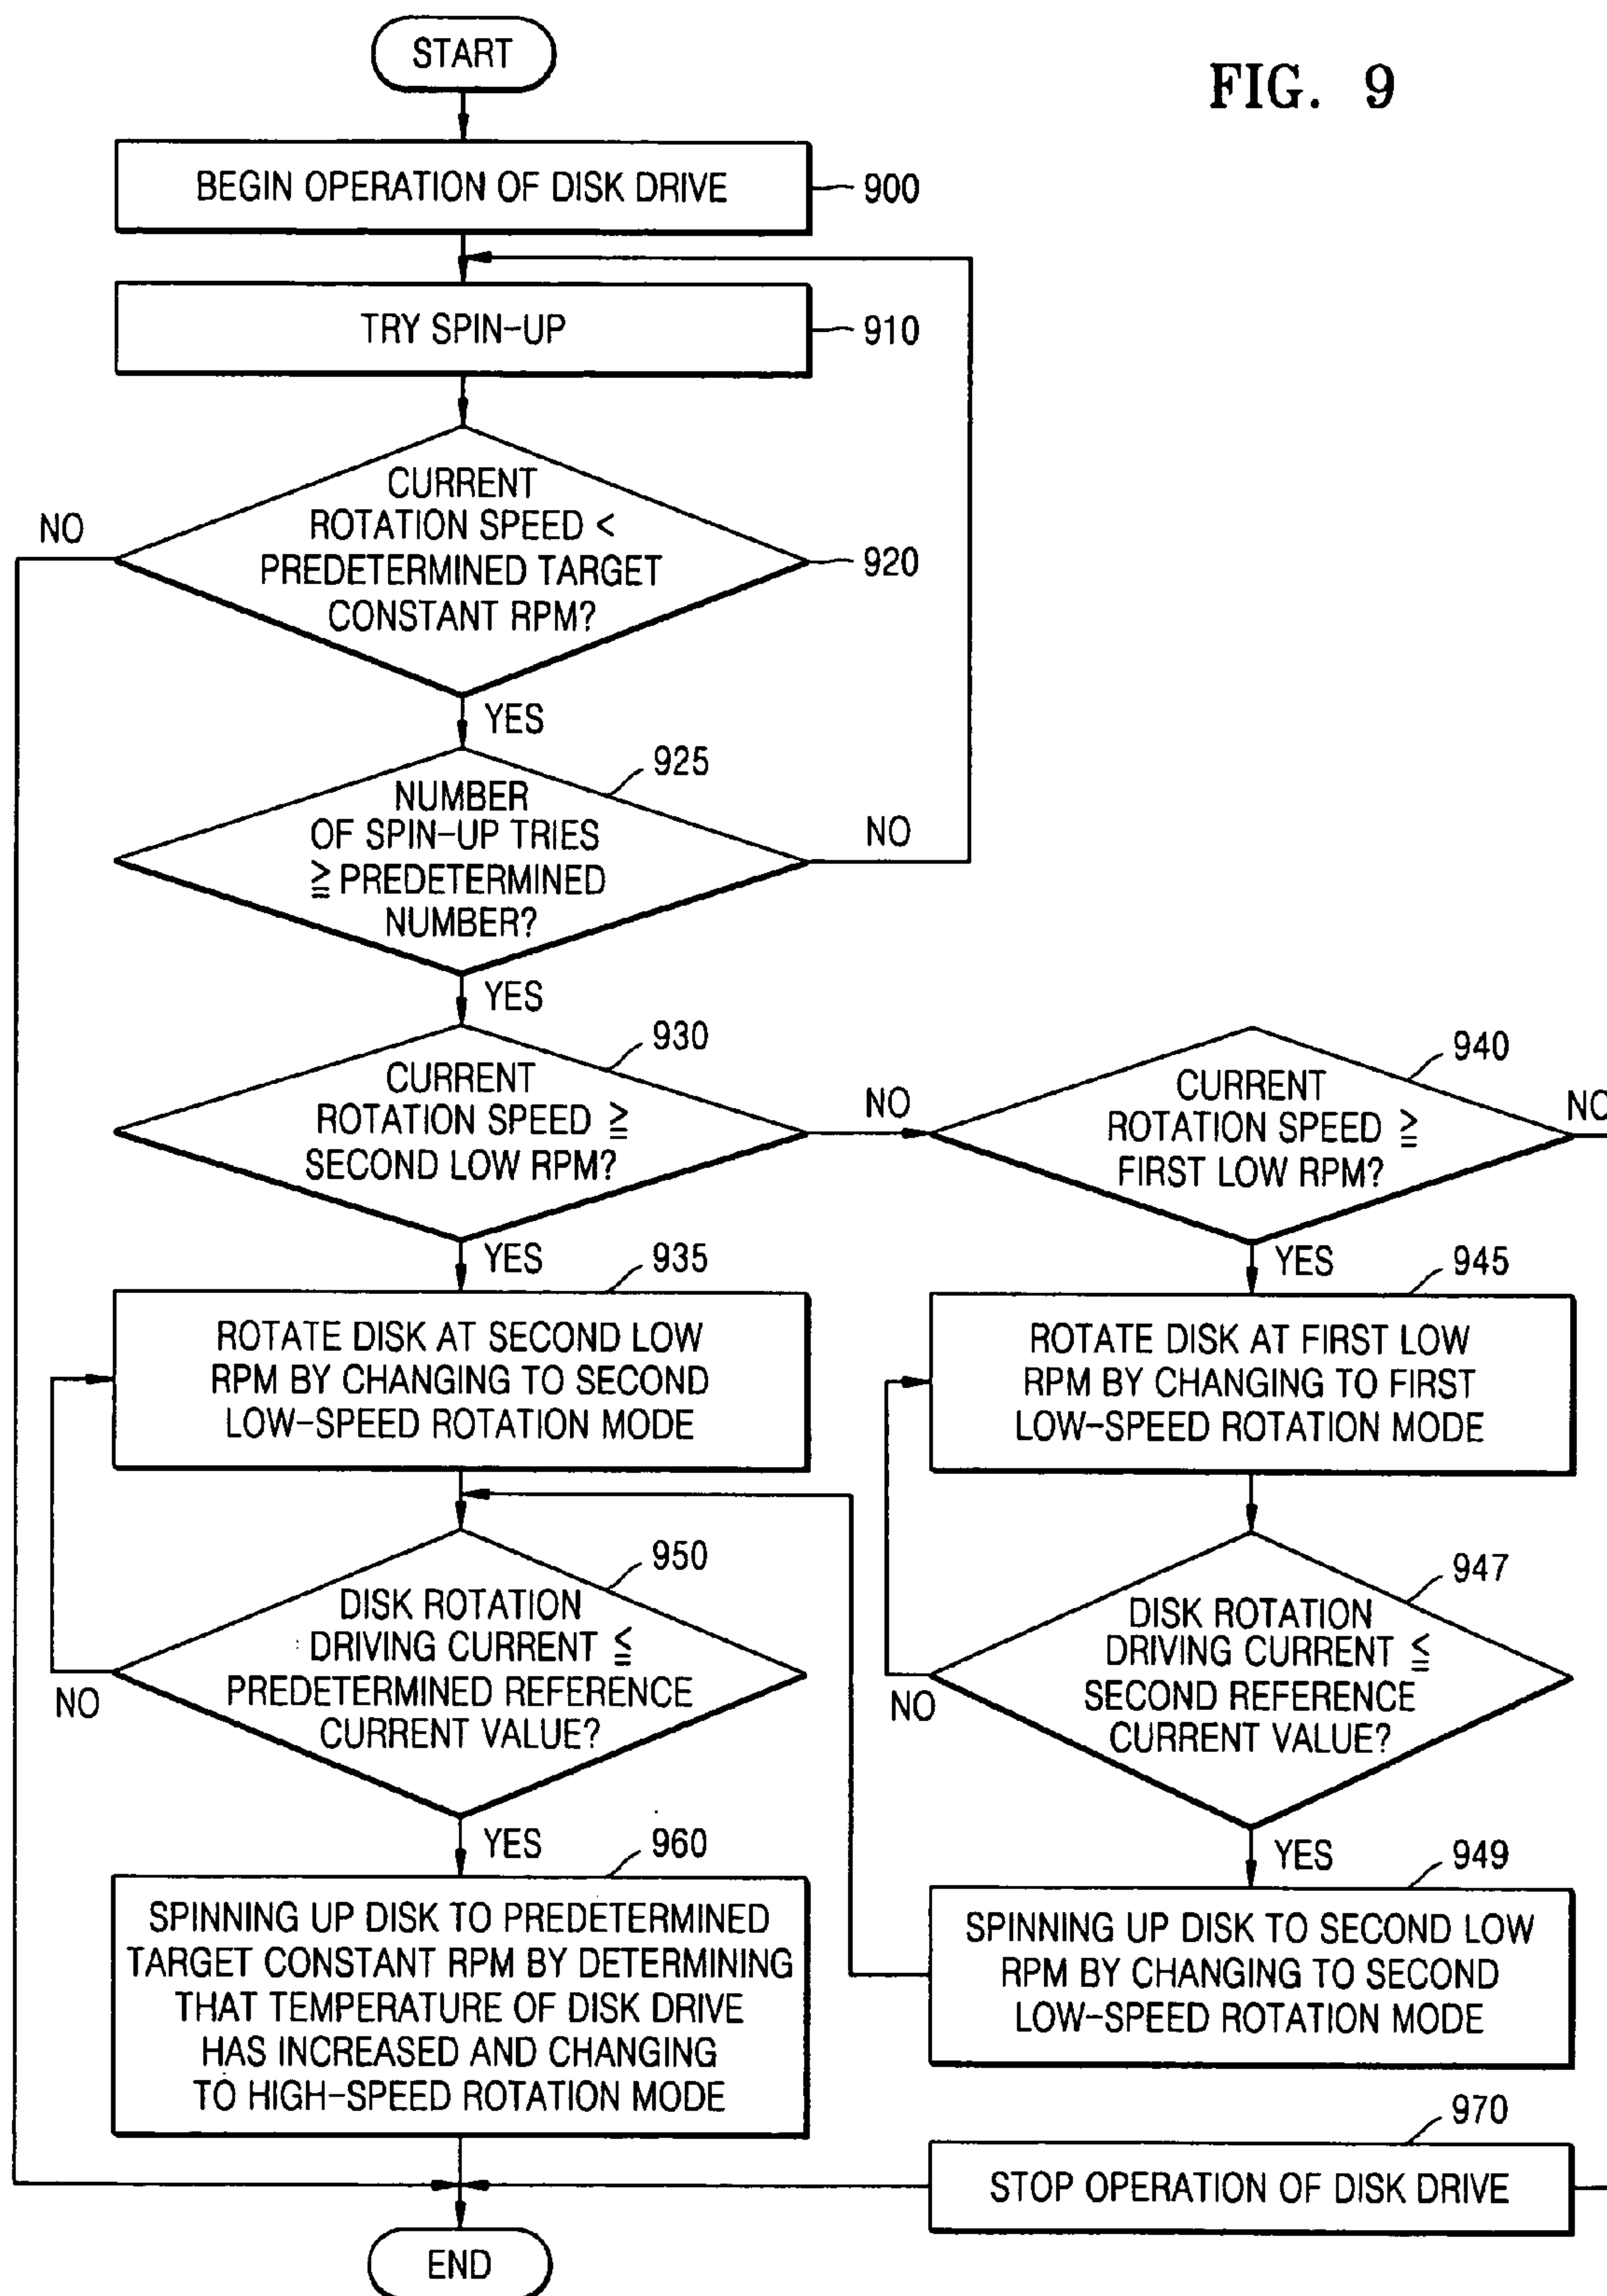 FIG. 9
START
BEGIN OPERATION OF DISK DRIVE
900
TRY SPIN-UP
910
CURRENT
ROTATION SPEED <
PREDETERMINED TARGET
CONSTANT RPM?
920
NO
YES
925
NUMBER
OF SPIN-UP TRIES
≧ PREDETERMINED
NUMBER?
NO
YES
930
CURRENT
ROTATION SPEED ≧
SECOND LOW RPM?
NO
YES
940
CURRENT
ROTATION SPEED ≧
FIRST LOW RPM?
NO
YES
935
ROTATE DISK AT SECOND LOW
RPM BY CHANGING TO SECOND
LOW-SPEED ROTATION MODE
945
ROTATE DISK AT FIRST LOW
RPM BY CHANGING TO FIRST
LOW-SPEED ROTATION MODE
950
DISK ROTATION
DRIVING CURRENT ≦
PREDETERMINED REFERENCE
CURRENT VALUE?
NO
YES
947
DISK ROTATION
DRIVING CURRENT ≦
SECOND REFERENCE
CURRENT VALUE?
NO
YES
960
SPINNING UP DISK TO PREDETERMINED
TARGET CONSTANT RPM BY DETERMINING
THAT TEMPERATURE OF DISK DRIVE
HAS INCREASED AND CHANGING
TO HIGH-SPEED ROTATION MODE
949
SPINNING UP DISK TO SECOND LOW
RPM BY CHANGING TO SECOND
LOW-SPEED ROTATION MODE
970
STOP OPERATION OF DISK DRIVE
END